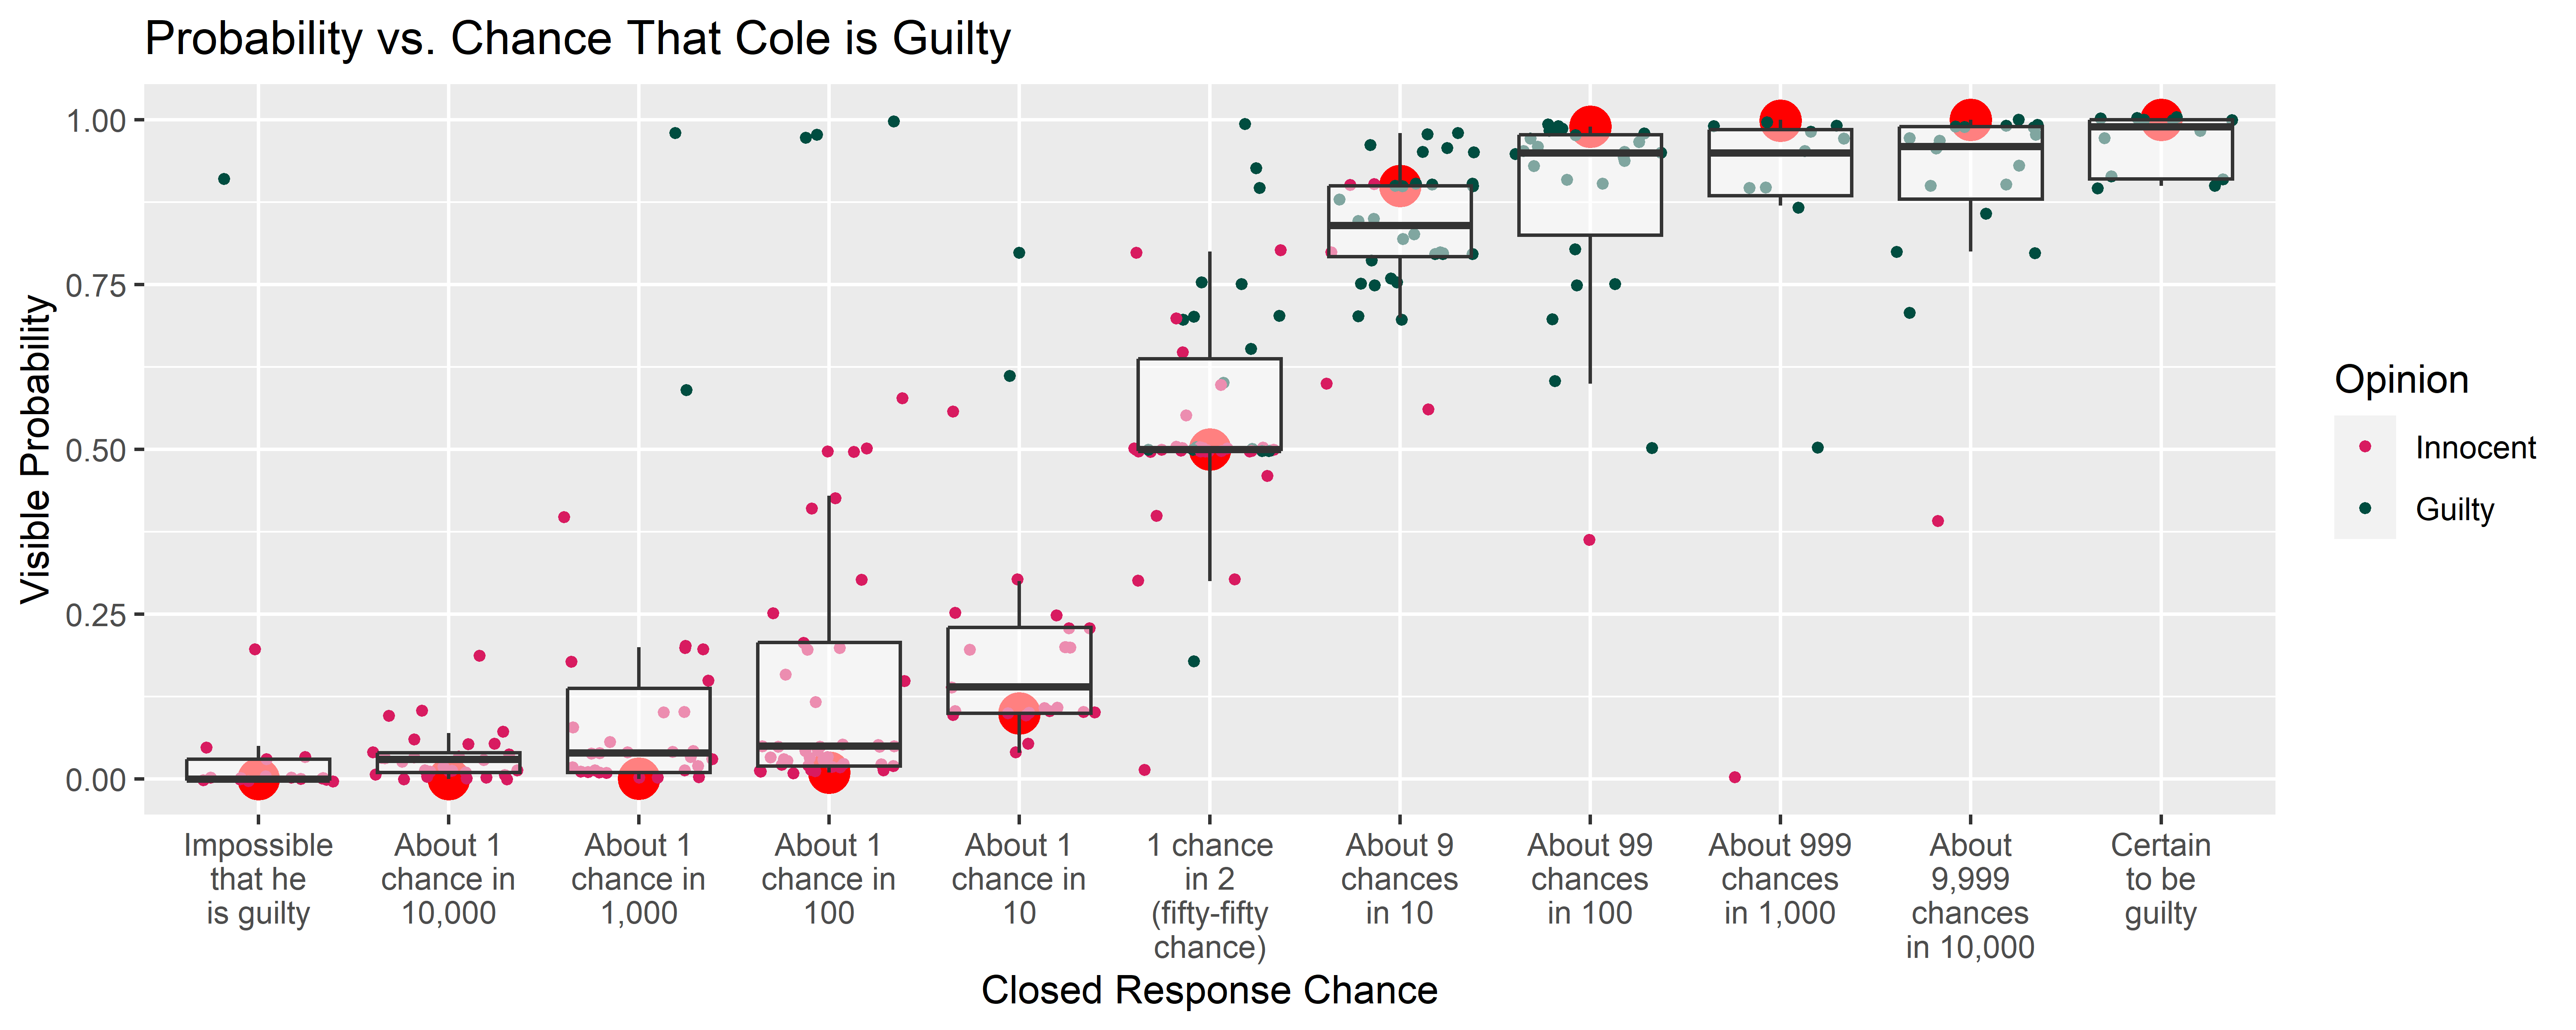 Probability vs. Chance That Cole is Guilty
Visible Probability
1.00
0.75
0.50
0.25
0.00
Impossible
that he
is guilty
About 1
chance in
10,000
About 1
chance in
1,000
About 1
chance in
100
About 1
chance in
10
1 chance
in 2
(fifty-fifty
chance)
About 9
chances
in 10
About 99
chances
in 100
About 999
chances
in 1,000
About
9,999
chances
in 10,000
Certain
to be
guilty
Closed Response Chance
Opinion
Innocent
Guilty